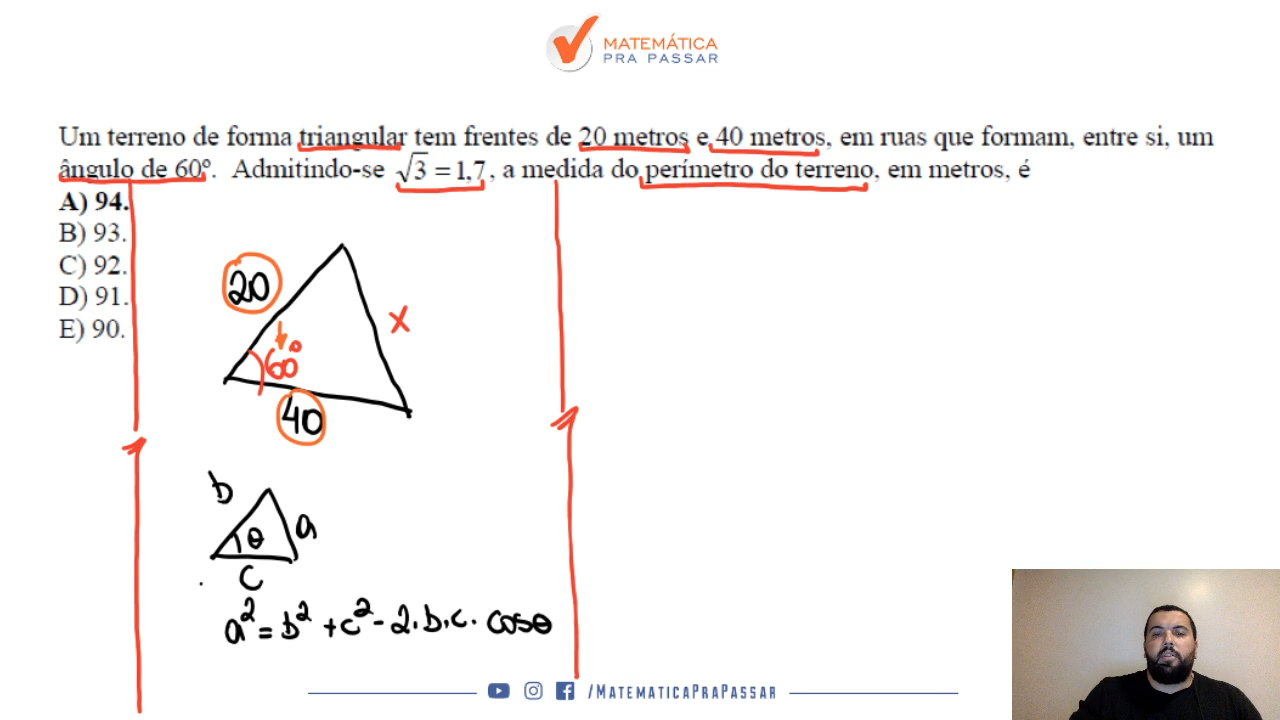 MATEMÁTICA
PRA PASSAR
Um terreno de forma triangular tem frentes de 20 metros e 40 metros, em ruas que formam, entre si, um
ângulo de 60º. Admitindo-se √3 = 1,7, a medida do perímetro do terreno, em metros, é
A) 94.
B) 93.
C) 92.
D) 91.
E) 90.
20
x
60°
40
b
θ
a
c
a² = b² + c² - 2.b.c. cosθ
/MATEMATICAPRAPASSAR